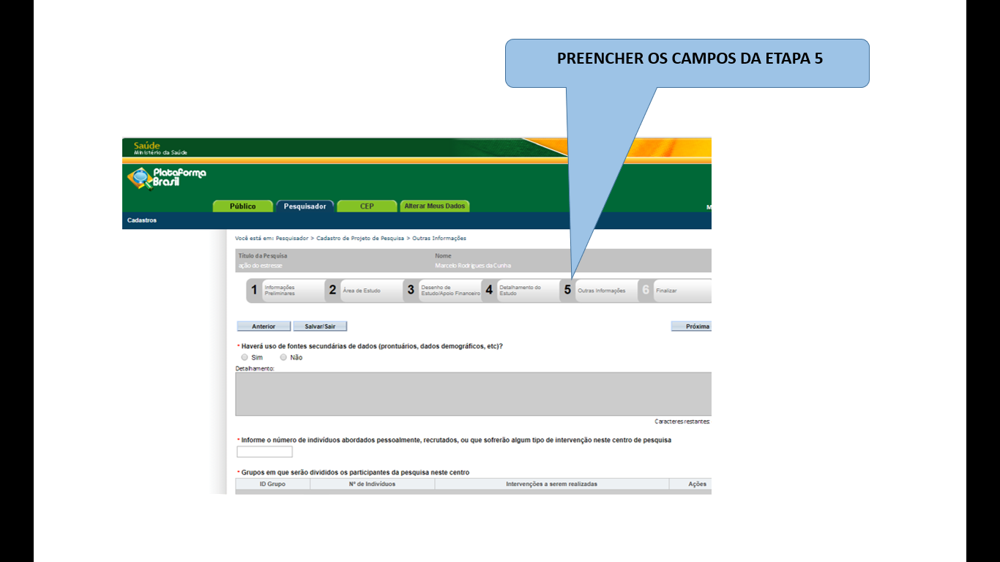 PREENCHER OS CAMPOS DA ETAPA 5
Saúde
Ministério da Saúde
Plataforma
Brasil
Público Pesquisador CEP Alterar Meus Dados
M
Cadastros
Você está em: Pesquisador > Cadastro de Projeto de Pesquisa > Outras Informações
Título da Pesquisa Nome
ação do estresse Marcelo Rodrigues da Cunha
1 Informações Preliminares 2 Área de Estudo 3 Desenho de Estudo/Apoio Financeiro 4 Detalhamento do Estudo 5 Outras Informações 6 Finalizar
Anterior Salvar/Sair Próxima
* Haverá uso de fontes secundárias de dados (prontuários, dados demográficos, etc)?
Sim Não
Detalhamento:
Caracteres restantes:
* Informe o número de indivíduos abordados pessoalmente, recrutados, ou que sofrerão algum tipo de intervenção neste centro de pesquisa
* Grupos em que serão divididos os participantes da pesquisa neste centro
ID Grupo Nº de Indivíduos Intervenções a serem realizadas Ações